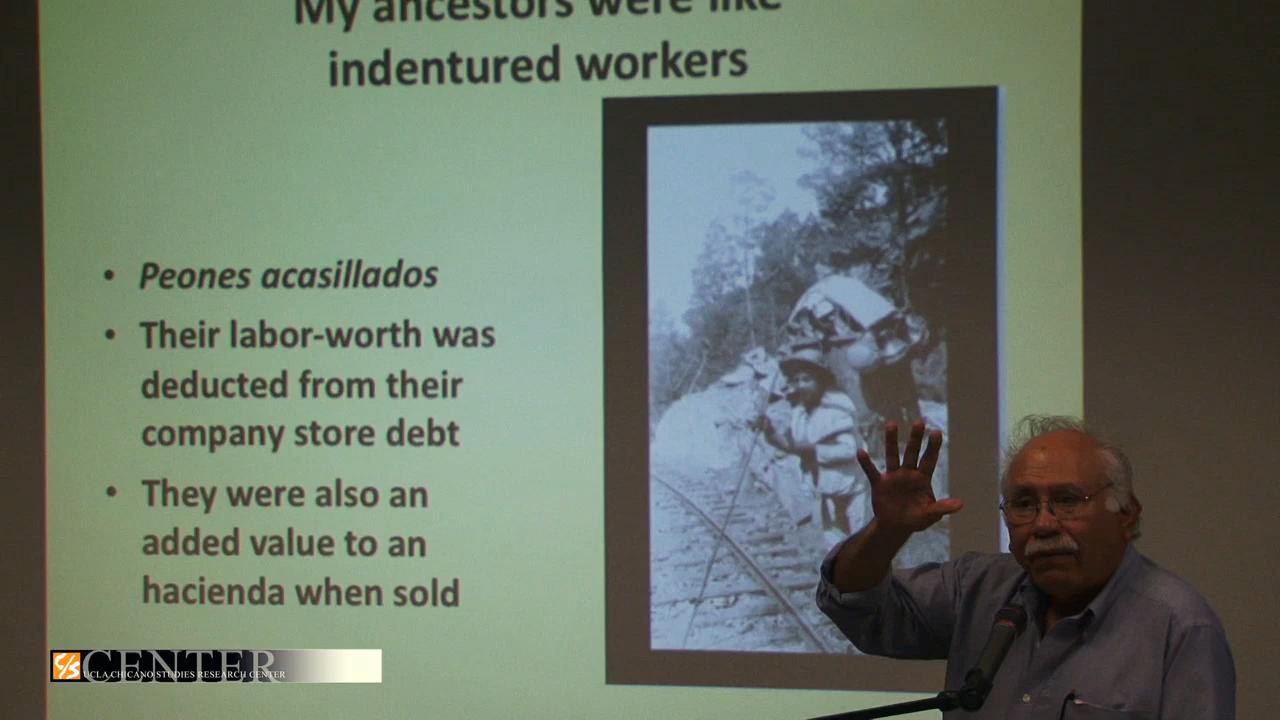 My ancestors were like
indentured workers
• Peones acasillados
• Their labor-worth was
deducted from their
company store debt
• They were also an
added value to an
hacienda when sold
CENTER
UCLA CHICANO STUDIES RESEARCH CENTER